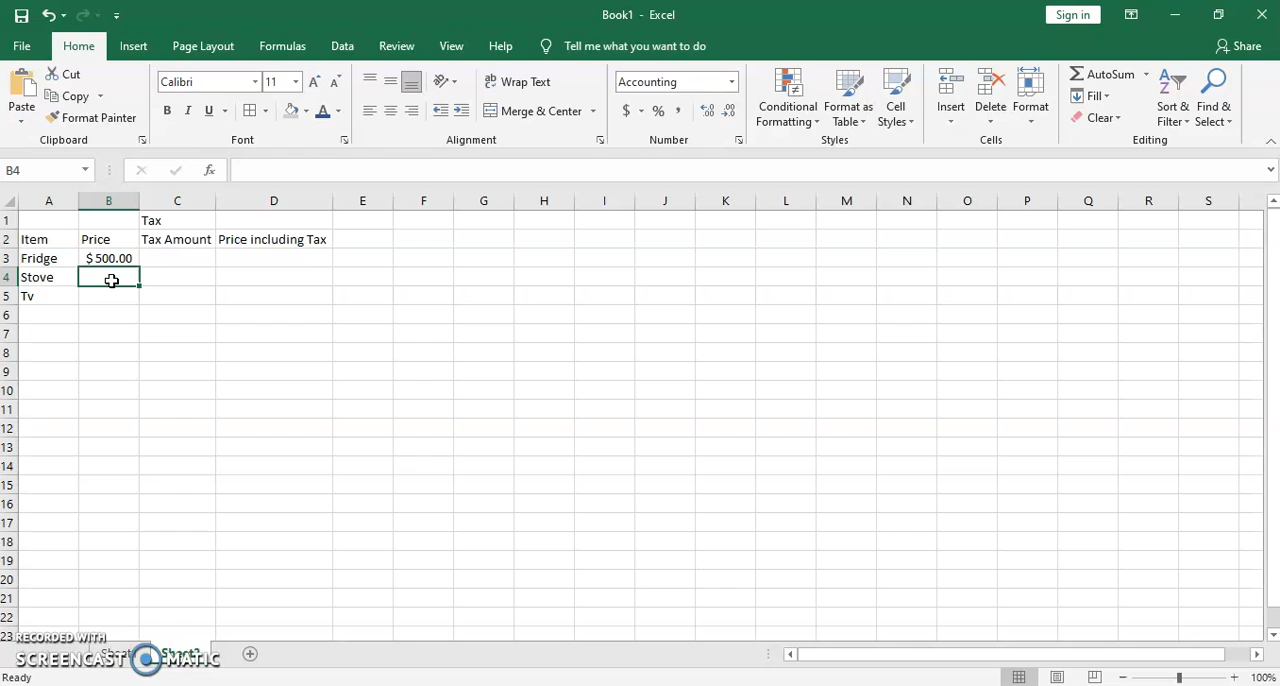 Book1 - Excel
Sign in
File Home Insert Page Layout Formulas Data Review View Help Tell me what you want to do Share
Paste
Cut
Copy
Format Painter
Clipboard
Calibri 11
B I U A
Font
Wrap Text
Merge & Center
Alignment
Accounting
$ % ,
Number
Conditional Formatting
Format as Table
Cell Styles
Styles
Insert Delete Format
Cells
AutoSum
Fill
Clear
Sort & Filter
Find & Select
Editing
B4 fx
A B C D E F G H I J K L M N O P Q R S
1 Tax
2 Item Price Tax Amount Price including Tax
3 Fridge $ 500.00
4 Stove
5 Tv
6
7
8
9
10
11
12
13
14
15
16
17
18
19
20
21
22
23
RECORDED WITH
SCREENCAST MATIC
Ready 100%